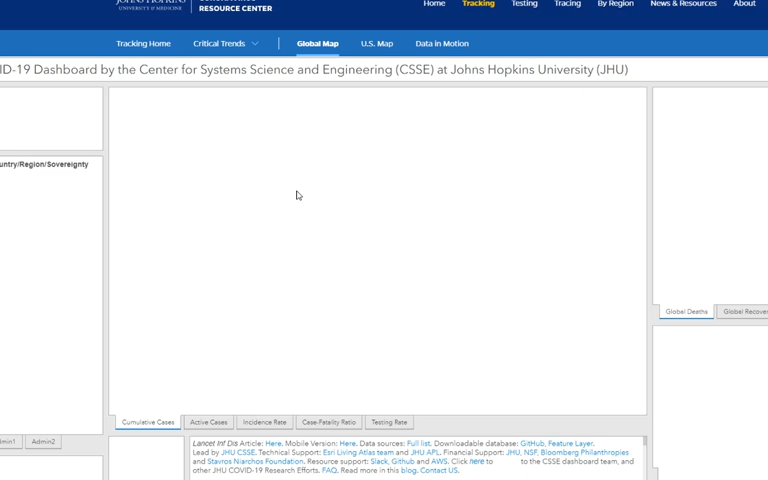 JOHNS HOPKINS
UNIVERSITY & MEDICINE
RESOURCE CENTER
Home Tracking Testing Tracing By Region News & Resources About
Tracking Home Critical Trends Global Map U.S. Map Data in Motion
ID-19 Dashboard by the Center for Systems Science and Engineering (CSSE) at Johns Hopkins University (JHU)
untry/Region/Sovereignty
Global Deaths Global Recover
Cumulative Cases Active Cases Incidence Rate Case-Fatality Ratio Testing Rate
dmin1 Admin2
Lancet Inf Dis Article: Here. Mobile Version: Here. Data sources: Full list. Downloadable database: GitHub, Feature Layer.
Lead by JHU CSSE. Technical Support: Esri Living Atlas team and JHU APL. Financial Support: JHU, NSF, Bloomberg Philanthropies
and Stavros Niarchos Foundation. Resource support: Slack, Github and AWS. Click here to to the CSSE dashboard team, and
other JHU COVID-19 Research Efforts. FAQ. Read more in this blog. Contact US.